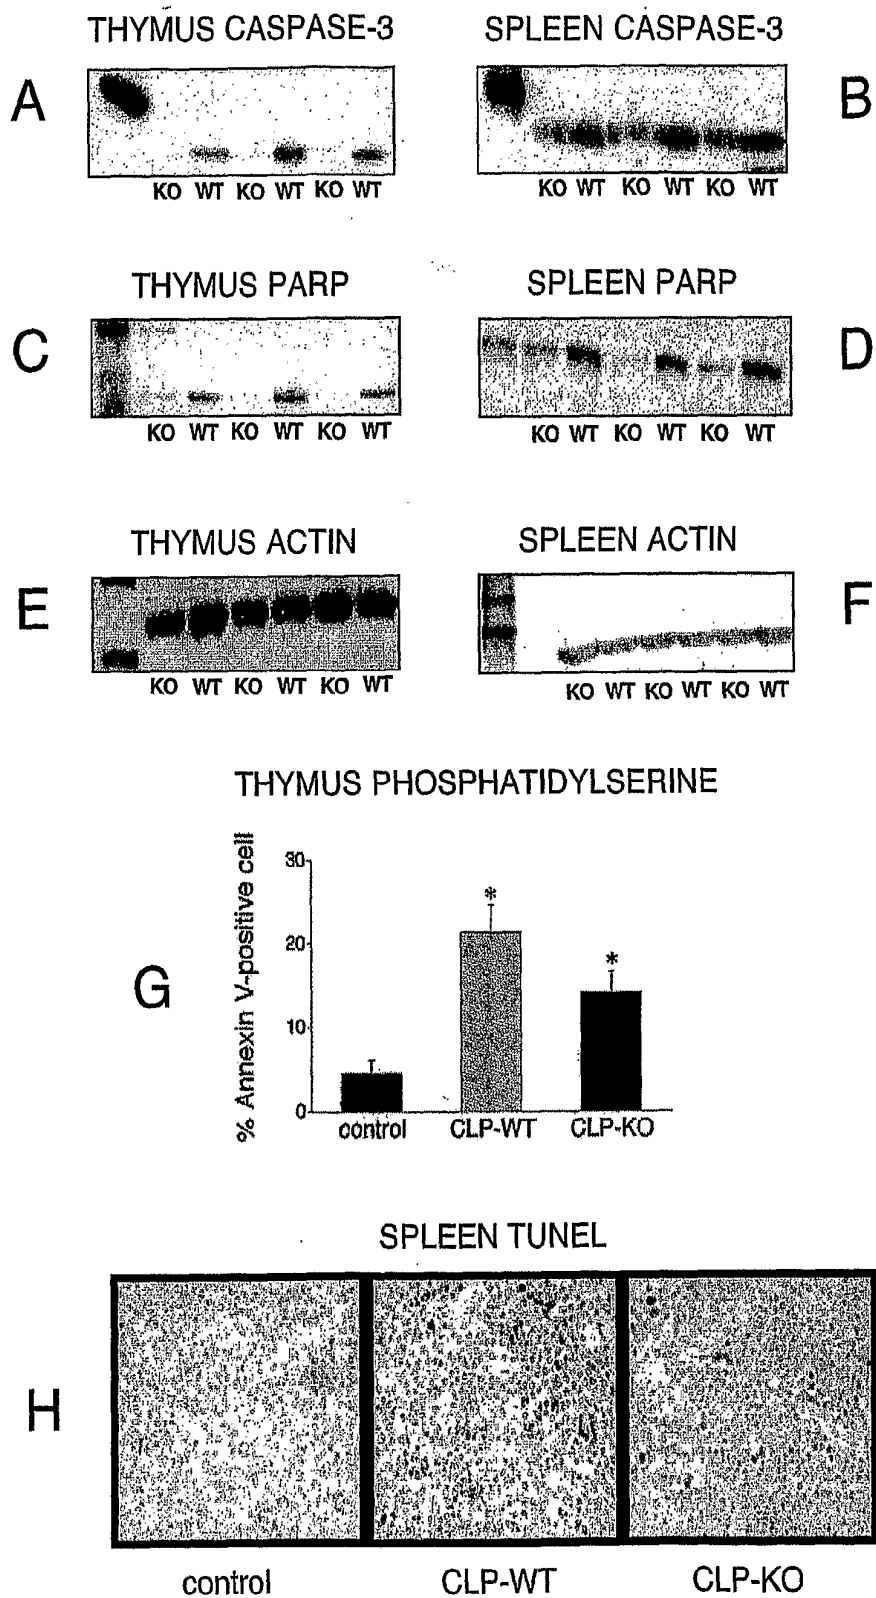 THYMUS CASPASE-3
SPLEEN CASPASE-3
A
B
KO WT KO WT KO WT
KO WT KO WT KO WT
THYMUS PARP
SPLEEN PARP
C
D
KO WT KO WT KO WT
KO WT KO WT KO WT
THYMUS ACTIN
SPLEEN ACTIN
E
F
KO WT KO WT KO WT
KO WT KO WT KO WT
THYMUS PHOSPHATIDYLSERINE
G
% Annexin V-positive cell
30
20
10
0
*
*
control CLP-WT CLP-KO
SPLEEN TUNEL
H
control CLP-WT CLP-KO